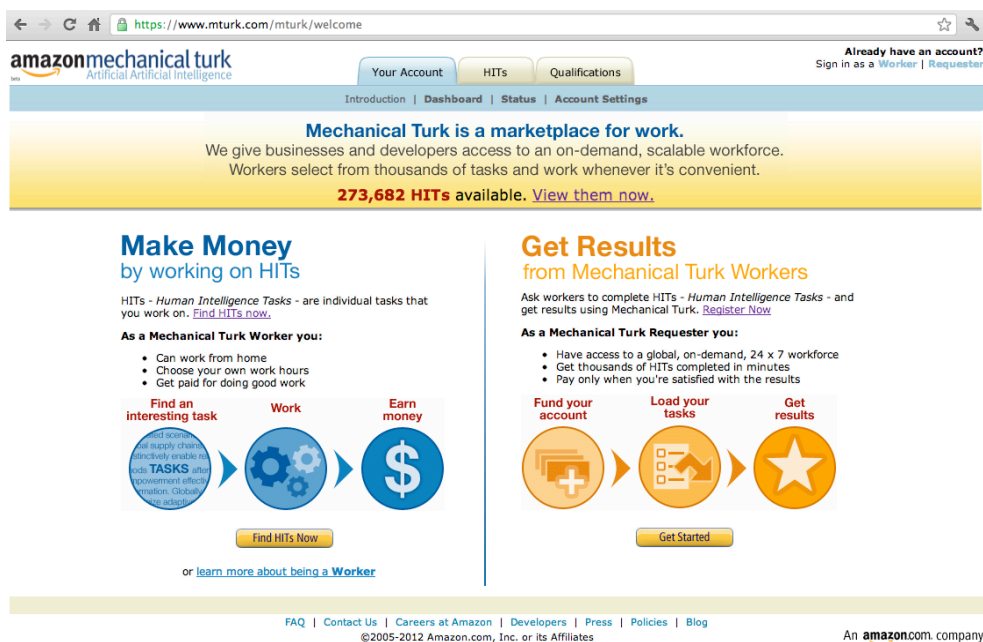 https://www.mturk.com/mturk/welcome
amazonmechanical turk
beta
Artificial Artificial Intelligence
Your Account
HITs
Qualifications
Already have an account?
Sign in as a Worker | Requester
Introduction | Dashboard | Status | Account Settings
Mechanical Turk is a marketplace for work.
We give businesses and developers access to an on-demand, scalable workforce.
Workers select from thousands of tasks and work whenever it's convenient.
273,682 HITs available. View them now.
Make Money
by working on HITs
HITs - Human Intelligence Tasks - are individual tasks that
you work on. Find HITs now.
As a Mechanical Turk Worker you:
• Can work from home
• Choose your own work hours
• Get paid for doing good work
Find an
interesting task
Work
Earn
money
supply chain
distinctively enable
TASKS after
empowerment
Globally
$
Find HITs Now
or learn more about being a Worker
Get Results
from Mechanical Turk Workers
Ask workers to complete HITs - Human Intelligence Tasks - and
get results using Mechanical Turk. Register Now
As a Mechanical Turk Requester you:
• Have access to a global, on-demand, 24 x 7 workforce
• Get thousands of HITs completed in minutes
• Pay only when you're satisfied with the results
Fund your
account
Load your
tasks
Get
results
Get Started
FAQ | Contact Us | Careers at Amazon | Developers | Press | Policies | Blog
©2005-2012 Amazon.com, Inc. or its Affiliates
An amazon.com. company